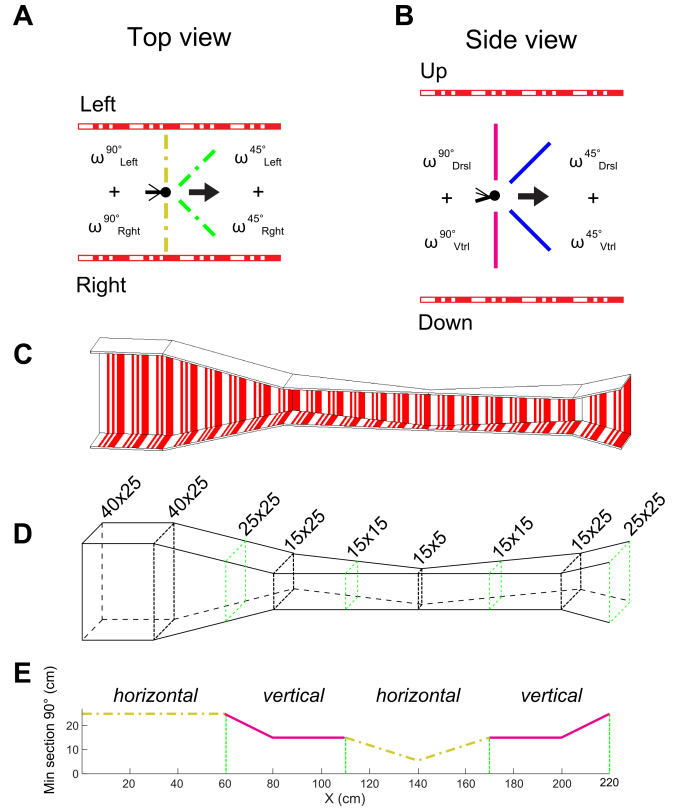 A
Top view
B
Side view
Left
Up
ω90°Left
ω45°Left
+
+
ω90°Rght
ω45°Rght
Right
ω90°Drsl
ω45°Drsl
+
+
ω90°Vtrl
ω45°Vtrl
Down
C
D
40x25
40x25
25x25
15x25
15x15
15x5
15x15
15x25
25x25
E
horizontal
vertical
horizontal
vertical
Min section 90° (cm)
20
10
0
20
40
60
80
100
120
140
160
180
200
220
X (cm)